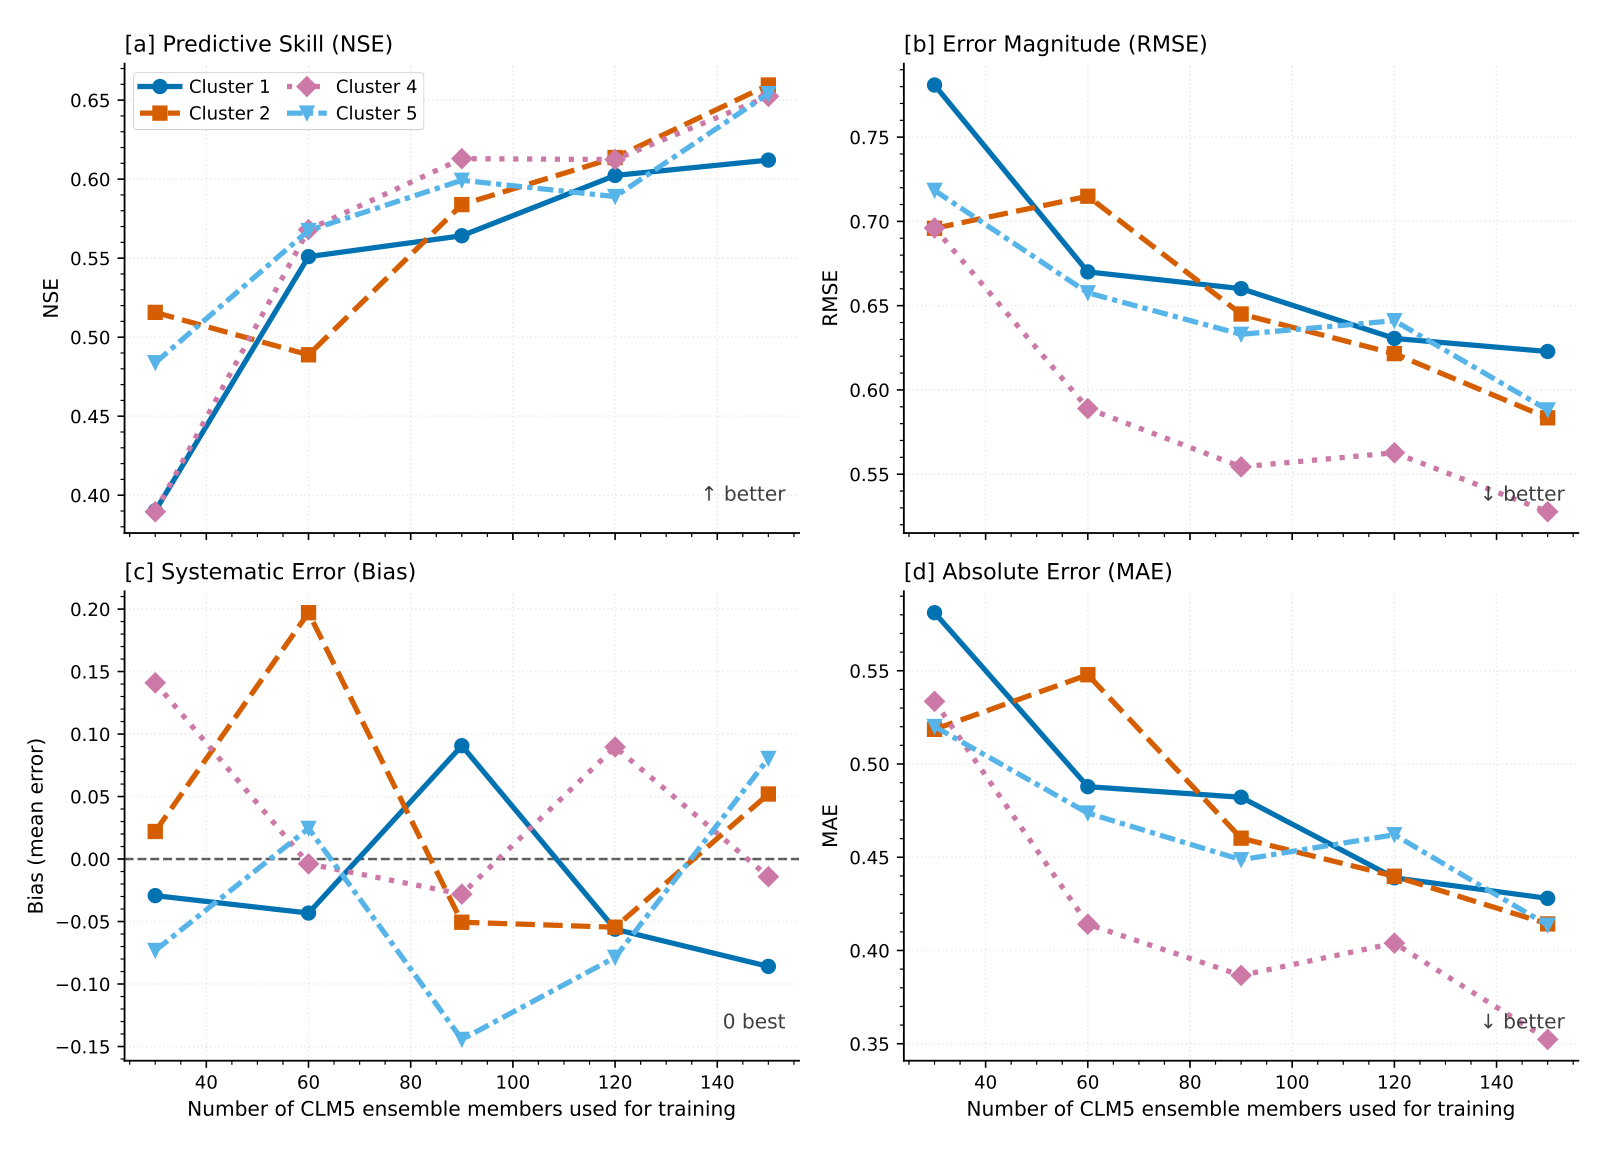 [a] Predictive Skill (NSE)
Cluster 1
Cluster 2
Cluster 4
Cluster 5
NSE
0.65
0.60
0.55
0.50
0.45
0.40
↑ better
[b] Error Magnitude (RMSE)
RMSE
0.75
0.70
0.65
0.60
0.55
↓ better
[c] Systematic Error (Bias)
Bias (mean error)
0.20
0.15
0.10
0.05
0.00
−0.05
−0.10
−0.15
0 best
40 60 80 100 120 140
Number of CLM5 ensemble members used for training
[d] Absolute Error (MAE)
MAE
0.55
0.50
0.45
0.40
0.35
↓ better
40 60 80 100 120 140
Number of CLM5 ensemble members used for training